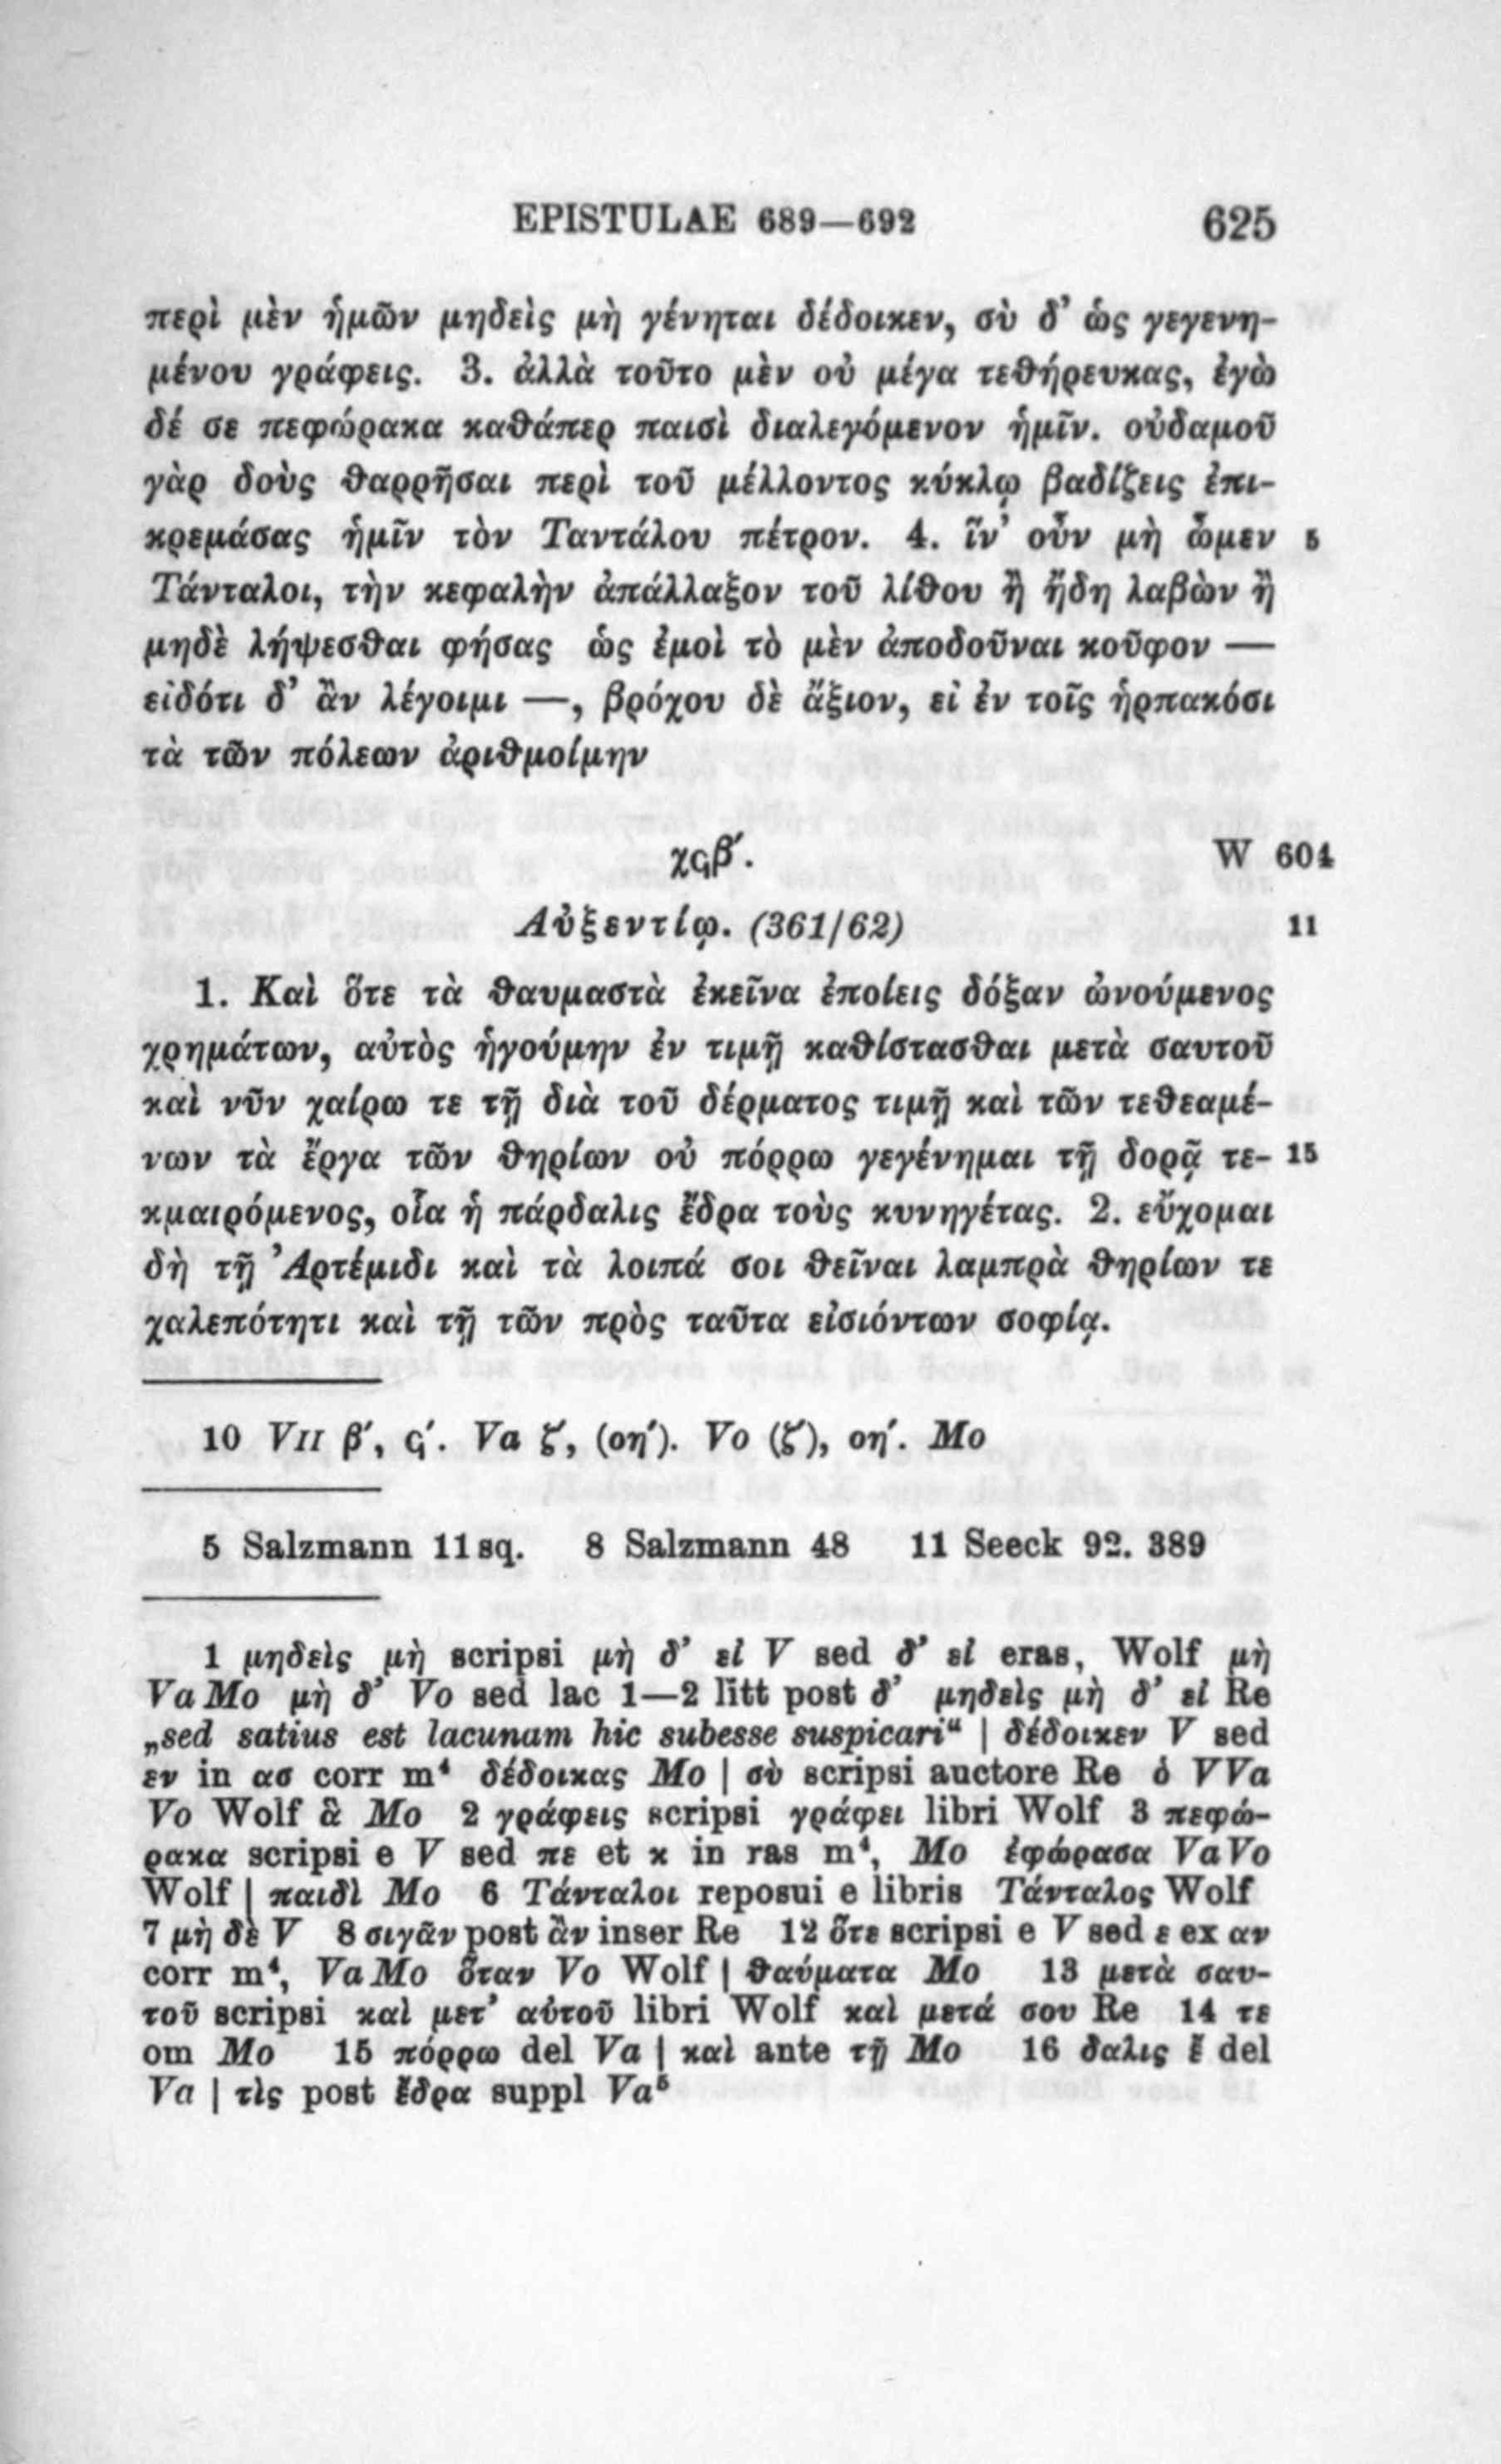 EPISTULAE 689—692 625
περὶ μὲν ἡμῶν μηδεὶς μὴ γένηται δέδοικεν, σὺ δ’ ὡς γεγενη-
μένου γράφεις. 3. ἀλλὰ τοῦτο μὲν οὐ μέγα τεθήρευκας, ἐγὼ
δέ σε πεφώρακα καθάπερ παισὶ διαλεγόμενον ἡμῖν. οὐδαμοῦ
γὰρ δοὺς θαρρῆσαι περὶ τοῦ μέλλοντος κύκλῳ βαδίζεις ἐπι-
κρεμάσας ἡμῖν τὸν Ταντάλου πέτρον. 4. ἵν’ οὖν μὴ ὦμεν 5
Τάνταλοι, τὴν κεφαλὴν ἀπάλλαξον τοῦ λίθου ἢ ἤδη λαβὼν ἢ
μηδὲ λήψεσθαι φήσας ὡς ἐμοὶ τὸ μὲν ἀποδοῦναι κοῦφον —
εἰδότι δ’ ἂν λέγοιμι —, βρόχου δὲ ἄξιον, εἰ ἐν τοῖς ἡρπακόσι
τὰ τῶν πόλεων ἀριθμοίμην
χϟβ′. W 604
Αὐξεντίῳ. (361/62) 11
1. Καὶ ὅτε τὰ θαυμαστὰ ἐκεῖνα ἐποίεις δόξαν ὠνούμενος
χρημάτων, αὐτὸς ἡγούμην ἐν τιμῇ καθίστασθαι μετὰ σαυτοῦ
καὶ νῦν χαίρω τε τῇ διὰ τοῦ δέρματος τιμῇ καὶ τῶν τεθεαμέ-
νων τὰ ἔργα τῶν θηρίων οὐ πόρρω γεγένημαι τῇ δορᾷ τε- 15
κμαιρόμενος, οἷα ἡ πάρδαλις ἔδρα τοὺς κυνηγέτας. 2. εὔχομαι
δὴ τῇ Ἀρτέμιδι καὶ τὰ λοιπά σοι θεῖναι λαμπρὰ θηρίων τε
χαλεπότητι καὶ τῇ τῶν πρὸς ταῦτα εἰσιόντων σοφίᾳ.
10 VII β′, ϟ′. Va ζ′, (οη′). Vo (ζ′), οη′. Mo
5 Salzmann 11 sq. 8 Salzmann 48 11 Seeck 92. 389
1 μηδεὶς μὴ scripsi μὴ δ’ εἰ V sed δ’ εἰ eras, Wolf μὴ
Va Mo μὴ δ’ Vo sed lac 1—2 litt post δ’ μηδεὶς μὴ δ’ εἰ Re
„sed satius est lacunam hic subesse suspicari“ | δέδοικεν V sed
εν in ασ corr m⁴ δέδοικας Mo | σὺ scripsi auctore Re ὁ V Va
Vo Wolf ἃ Mo 2 γράφεις scripsi γράφει libri Wolf 3 πεφώ-
ρακα scripsi e V sed πε et κ in ras m⁴, Mo ἐφώρασα Va Vo
Wolf | παιδὶ Mo 6 Τάνταλοι reposui e libris Τάνταλος Wolf
7 μὴ δὲ V 8 σιγᾶν post ἂν inser Re 12 ὅτε scripsi e V sed ε ex αν
corr m⁴, Va Mo ὅταν Vo Wolf | θαύματα Mo 13 μετὰ σαυ-
τοῦ scripsi καὶ μετ’ αὐτοῦ libri Wolf καὶ μετά σου Re 14 τε
om Mo 15 πόρρω del Va | καὶ ante τῇ Mo 16 δαλις ἔ del
Va | τὶς post ἔδρα suppl Va⁵